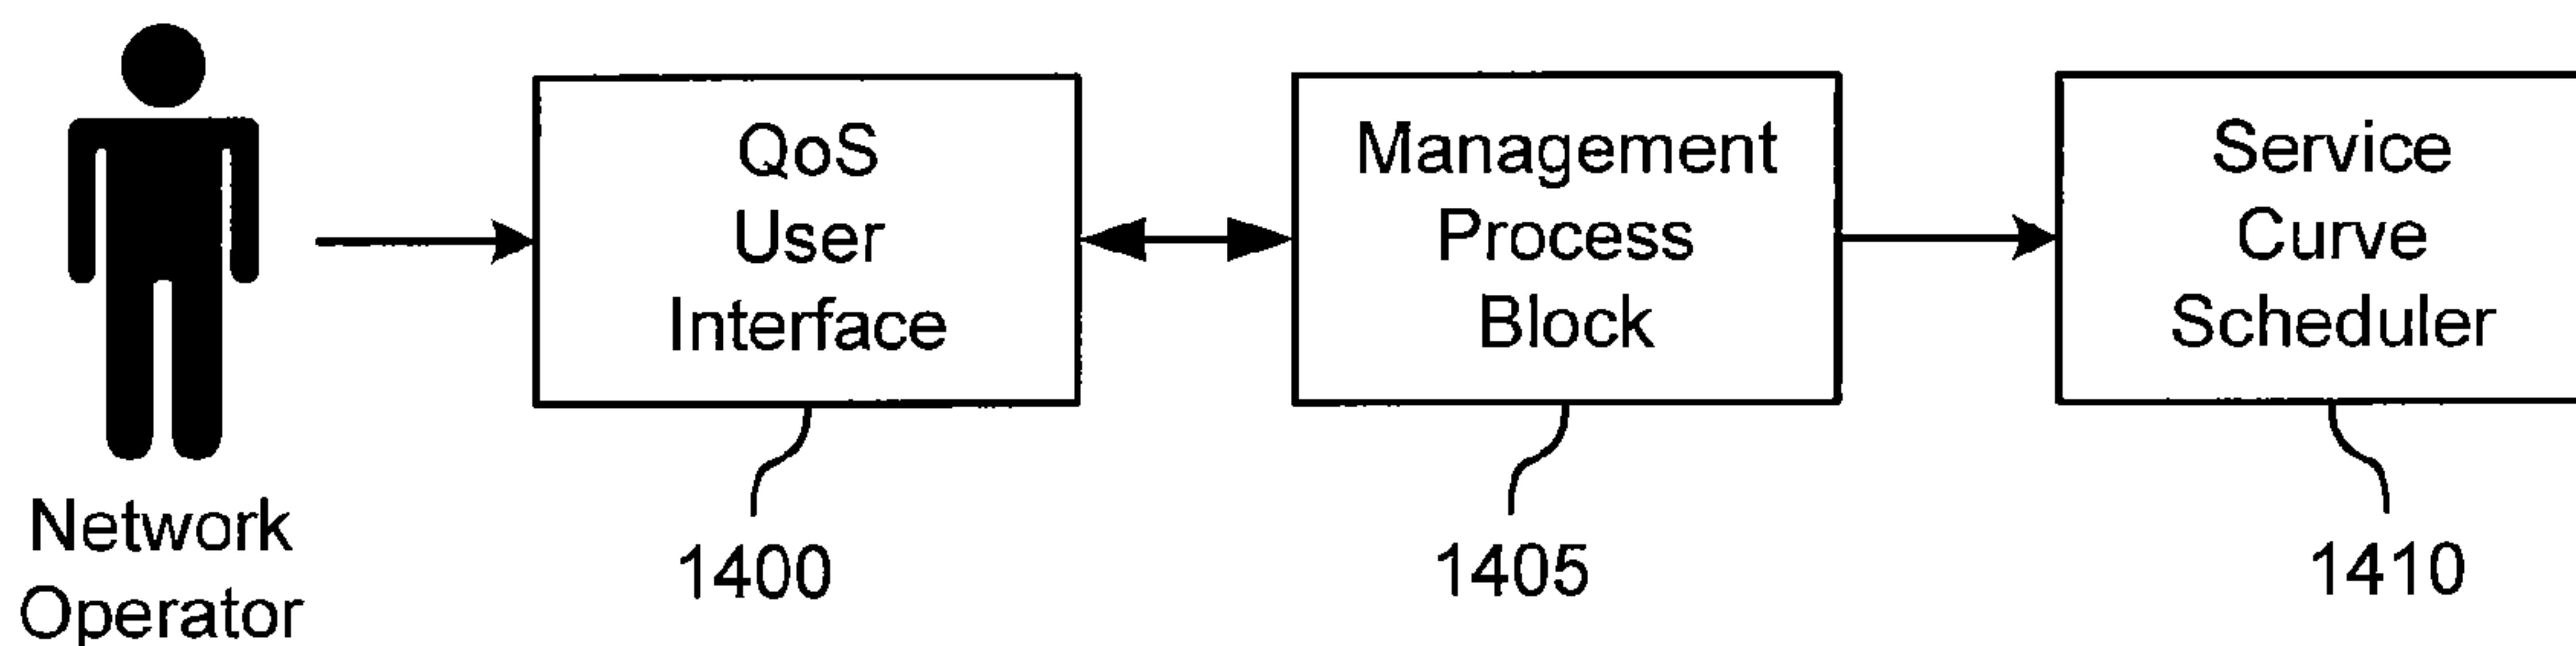 QoS
User
Interface
Management
Process
Block
Service
Curve
Scheduler
Network
Operator
1400
1405
1410